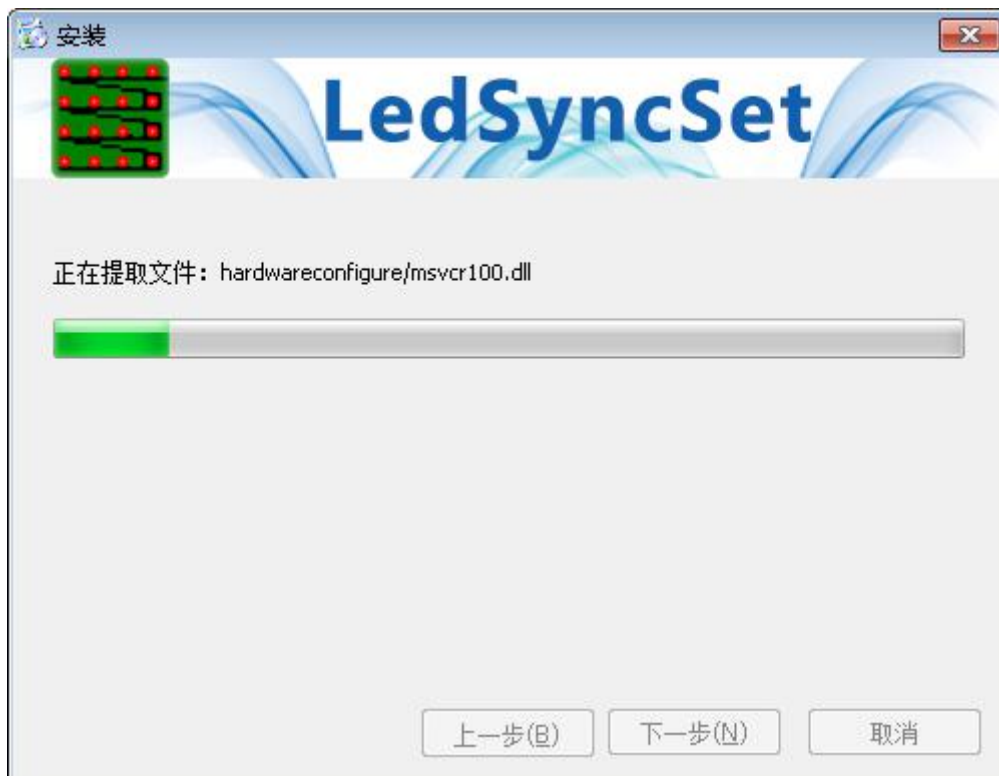 安装
LedSyncSet
正在提取文件：hardwareconfigure/msvcr100.dll
上一步(B) 下一步(N) 取消